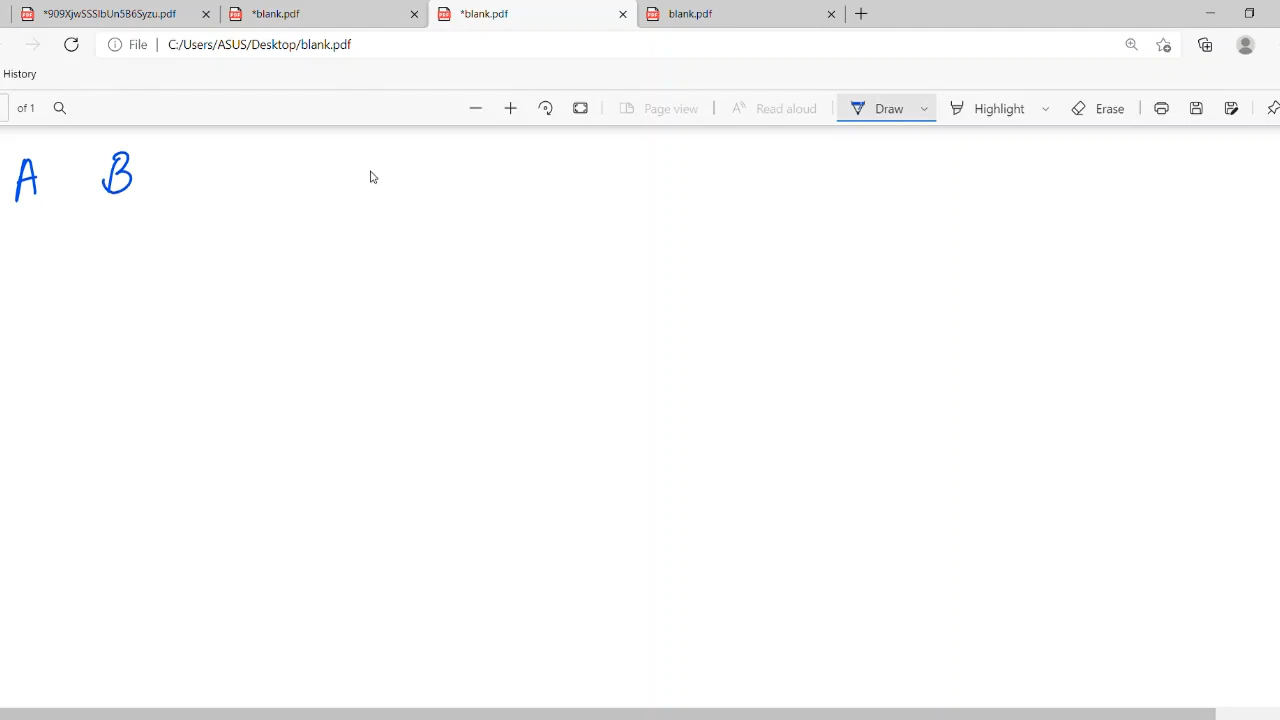 *909XjwSSSIbUn5B6Syzu.pdf *blank.pdf *blank.pdf blank.pdf
File C:/Users/ASUS/Desktop/blank.pdf
History
of 1 Page view Read aloud Draw Highlight Erase
A B